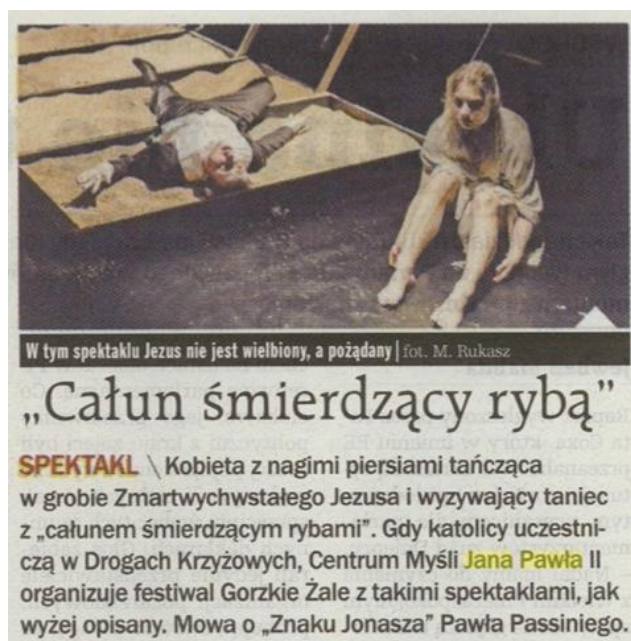 W tym spektaklu Jezus nie jest wielbiony, a pożądany | fot. M. Rukasz
„Całun śmierdzący rybą”
SPEKTAKL \ Kobieta z nagimi piersiami tańcząca
w grobie Zmartwychwstałego Jezusa i wyzywający taniec
z „całunem śmierdzącym rybami”. Gdy katolicy uczestni-
czą w Drogach Krzyżowych, Centrum Myśli Jana Pawła II
organizuje festiwal Gorzkie Żale z takimi spektaklami, jak
wyżej opisany. Mowa o „Znaku Jonasza” Pawła Passiniego.